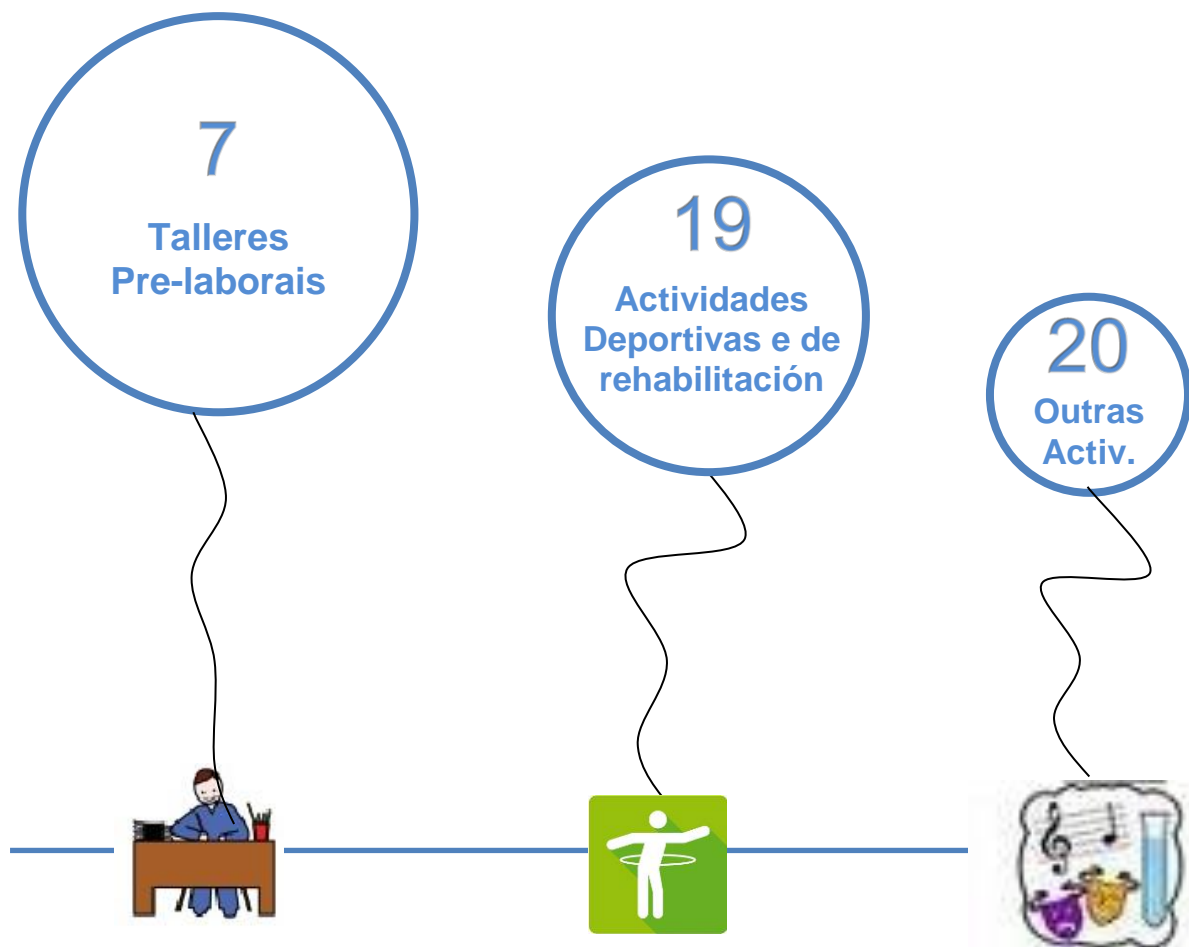 7
Talleres
Pre-laborais
19
Actividades
Deportivas e de
rehabilitación
20
Outras
Activ.